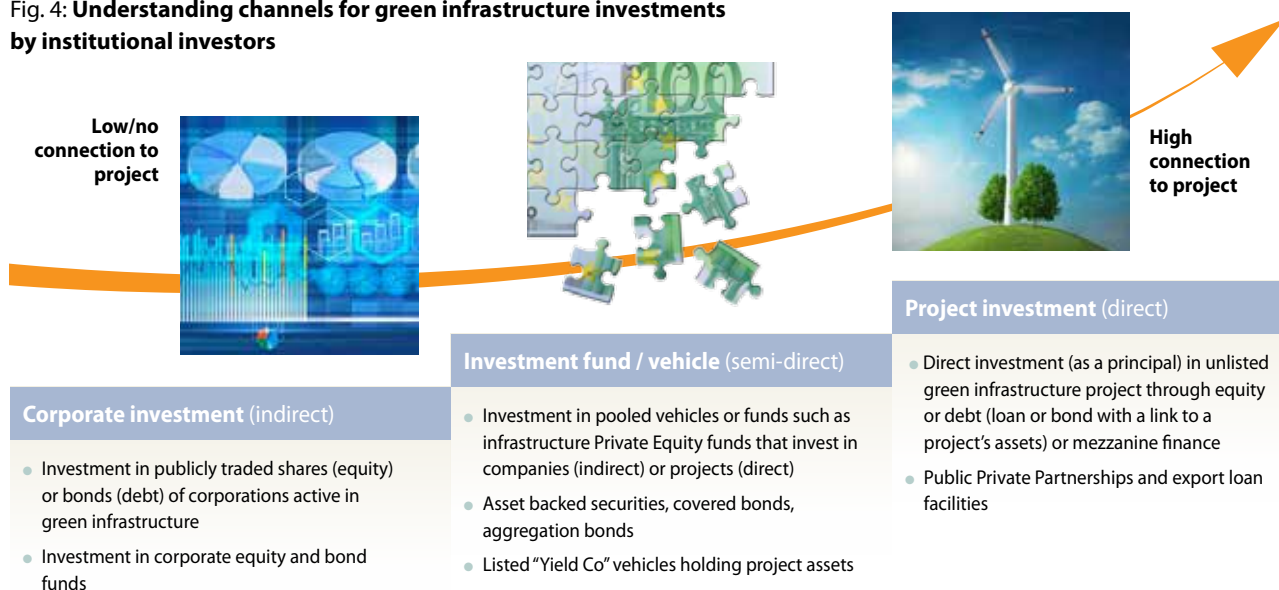 Fig. 4: Understanding channels for green infrastructure investments
by institutional investors
Low/no
connection to
project
High
connection
to project
Corporate investment (indirect)
● Investment in publicly traded shares (equity)
or bonds (debt) of corporations active in
green infrastructure
● Investment in corporate equity and bond
funds
Investment fund / vehicle (semi-direct)
● Investment in pooled vehicles or funds such as
infrastructure Private Equity funds that invest in
companies (indirect) or projects (direct)
● Asset backed securities, covered bonds,
aggregation bonds
● Listed “Yield Co” vehicles holding project assets
Project investment (direct)
● Direct investment (as a principal) in unlisted
green infrastructure project through equity
or debt (loan or bond with a link to a
project’s assets) or mezzanine finance
● Public Private Partnerships and export loan
facilities